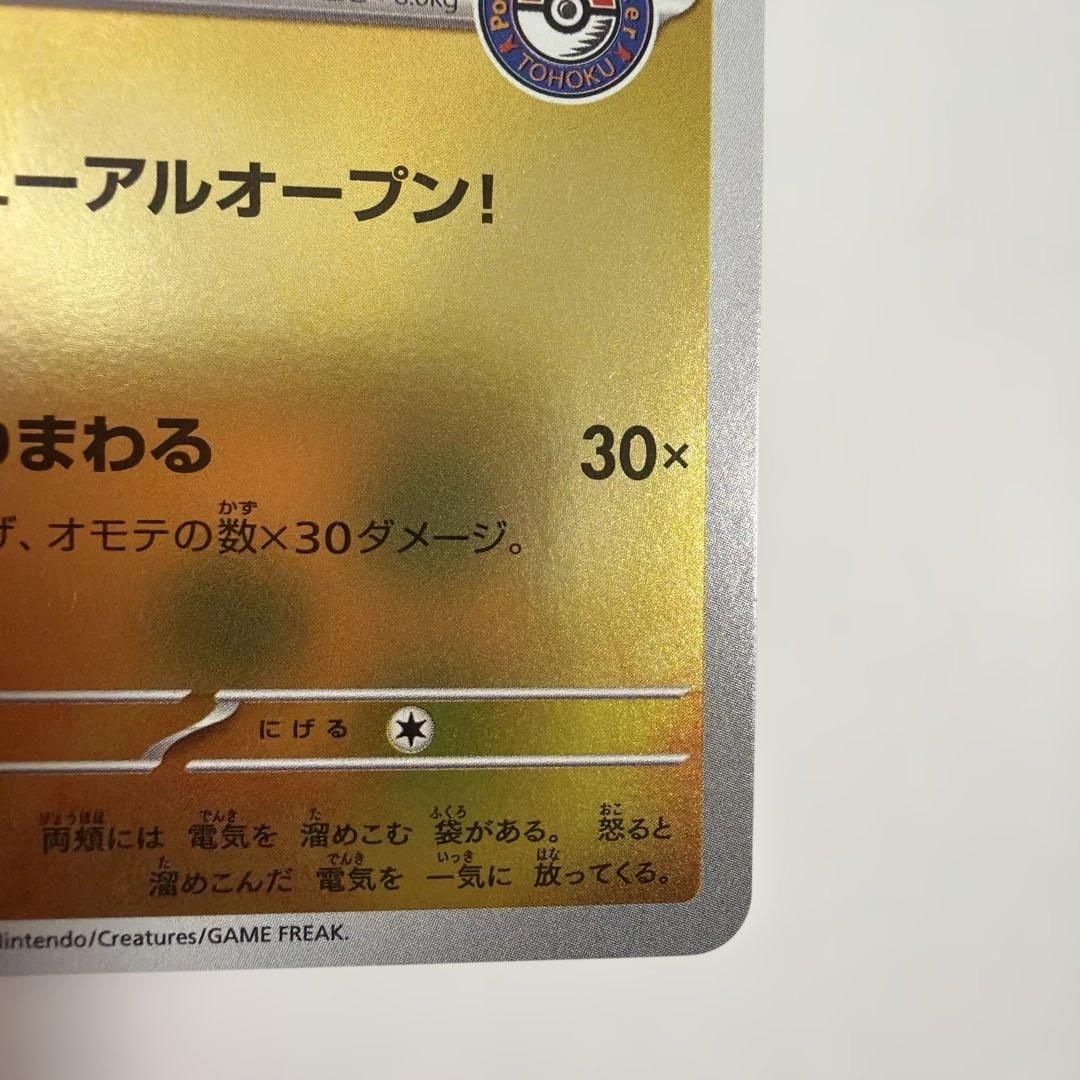 TOHOKU
ューアルオープン!
まわる 30×
、オモテの数×30ダメージ。
にげる
両頬には 電気を 溜めこむ 袋がある。 怒ると
溜めこんだ 電気を 一気に 放ってくる。
Nintendo/Creatures/GAME FREAK.